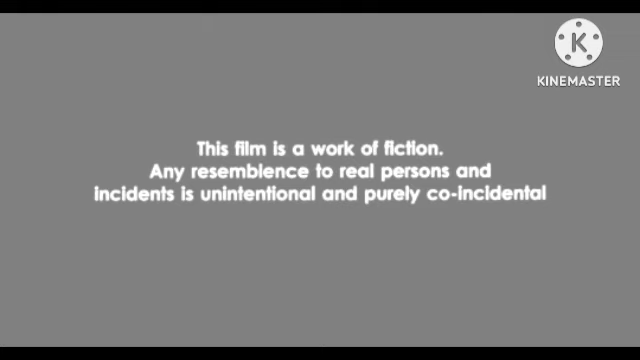 KINEMASTER
This film is a work of fiction.
Any resemblence to real persons and
incidents is unintentional and purely co-incidental